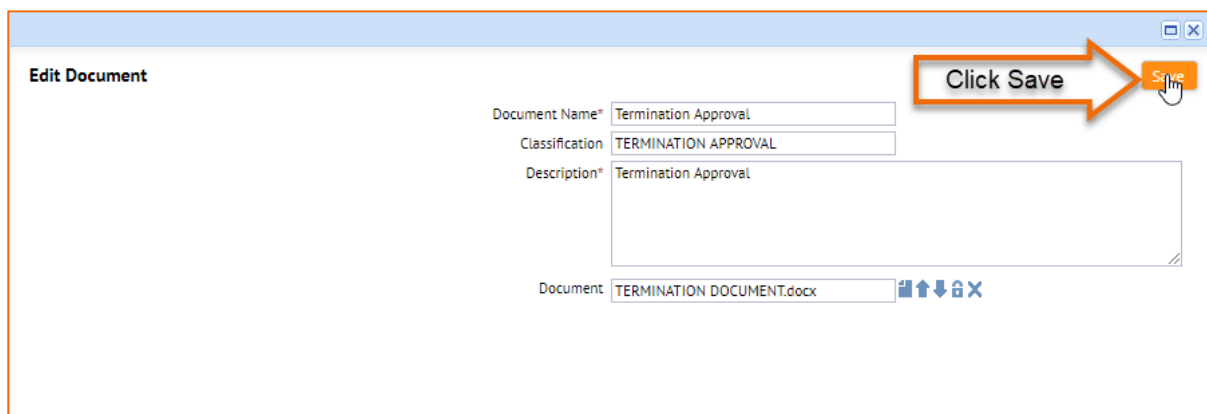 Edit Document
Click Save
Save
Document Name* Termination Approval
Classification TERMINATION APPROVAL
Description* Termination Approval
Document TERMINATION DOCUMENT.docx